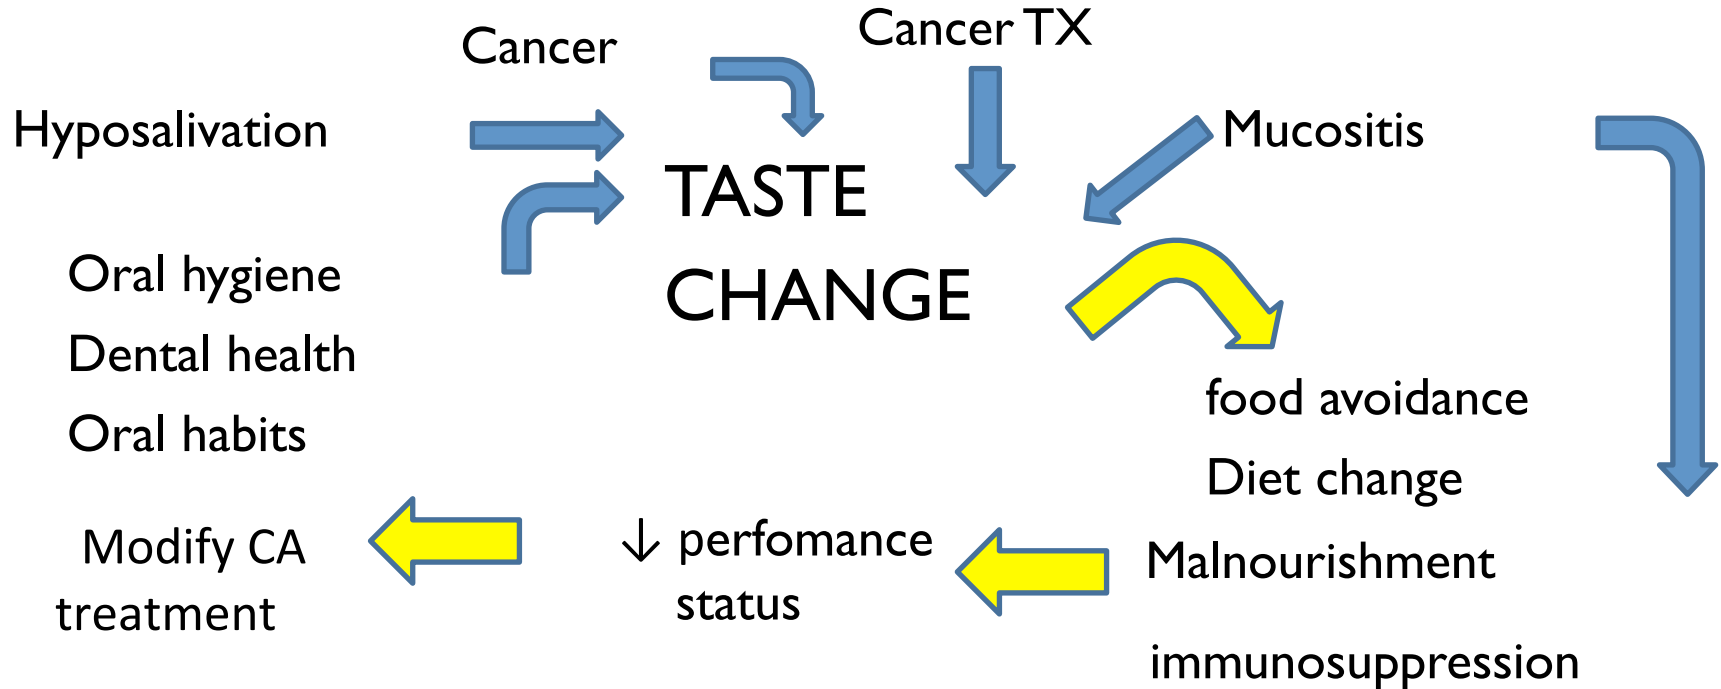 Cancer
Cancer TX
Hyposalivation
Mucositis
TASTE
CHANGE
Oral hygiene
Dental health
Oral habits
food avoidance
Diet change
Malnourishment
immunosuppression
↓ perfomance
status
Modify CA
treatment